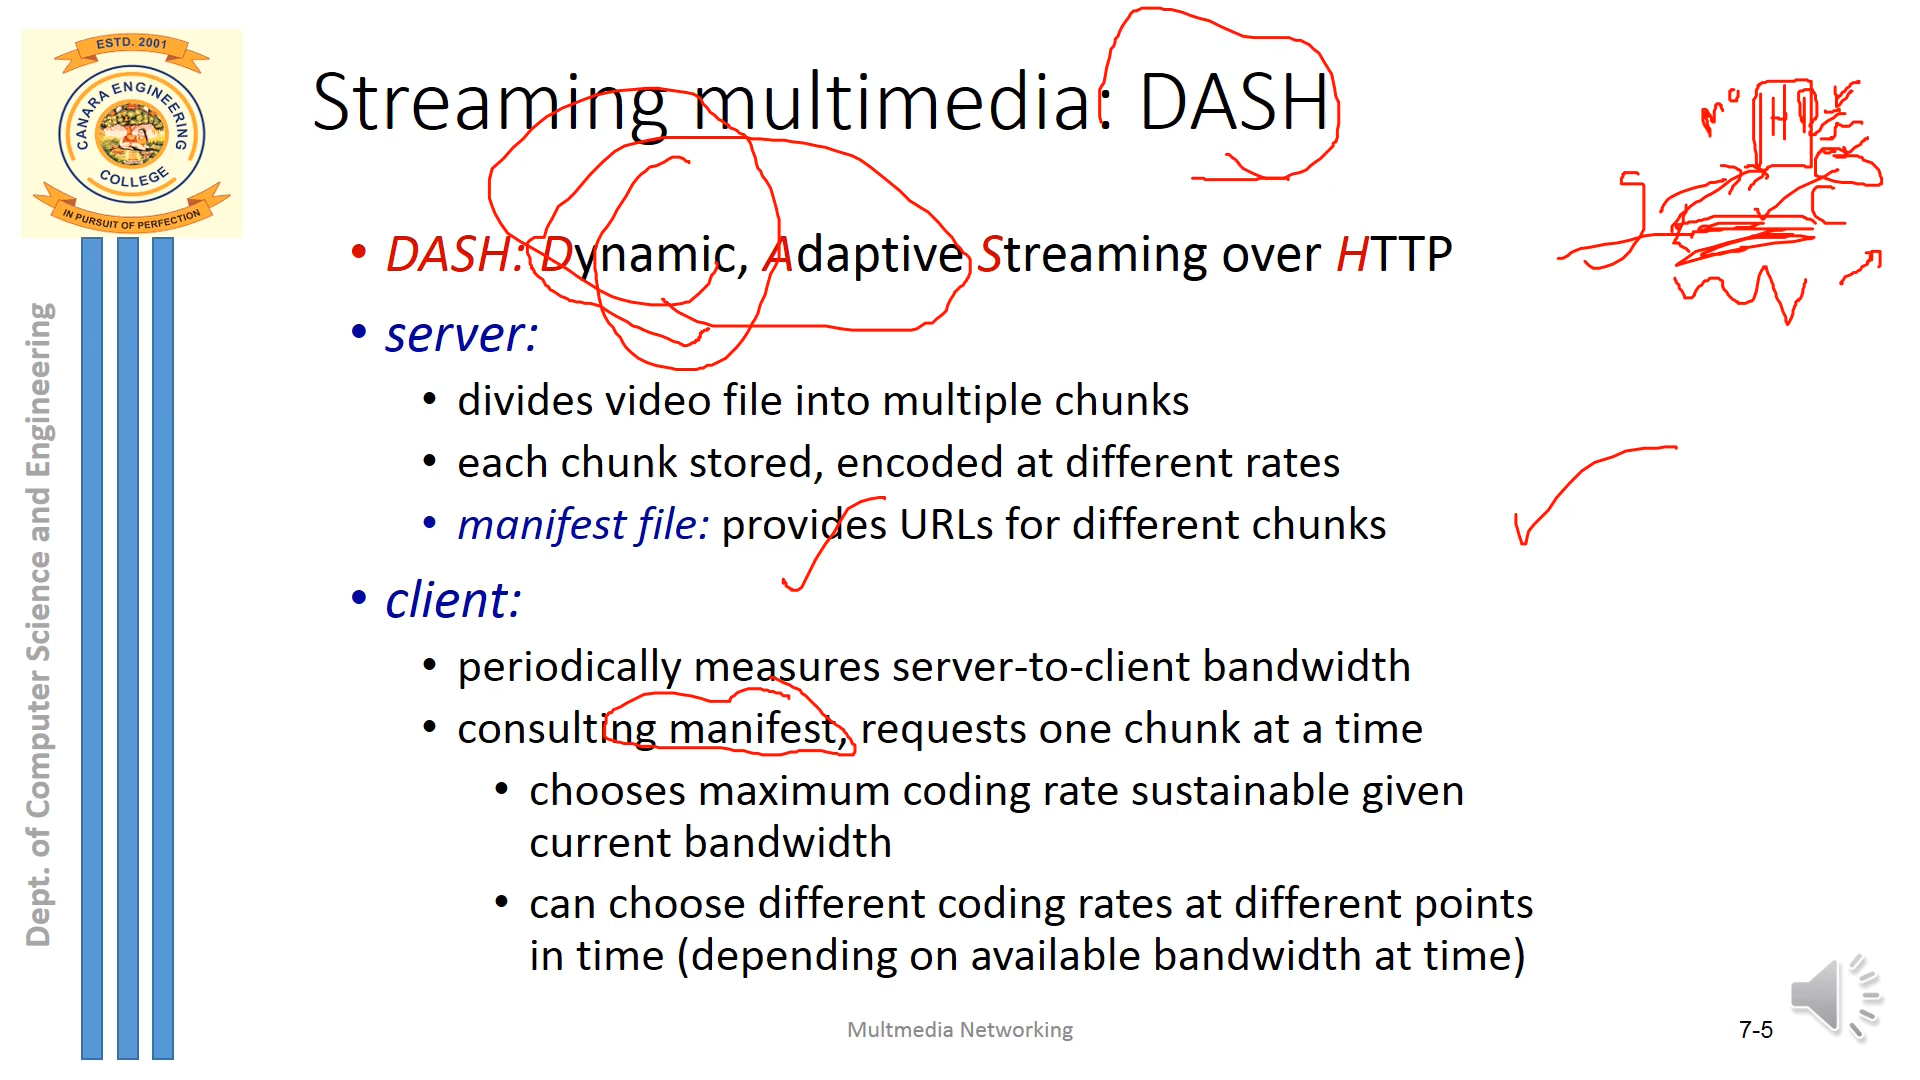 ESTD. 2001
CANARA ENGINEERING
COLLEGE
IN PURSUIT OF PERFECTION
Dept. of Computer Science and Engineering
Streaming multimedia: DASH
• DASH: Dynamic, Adaptive Streaming over HTTP
• server:
• divides video file into multiple chunks
• each chunk stored, encoded at different rates
• manifest file: provides URLs for different chunks
• client:
• periodically measures server-to-client bandwidth
• consulting manifest, requests one chunk at a time
• chooses maximum coding rate sustainable given
current bandwidth
• can choose different coding rates at different points
in time (depending on available bandwidth at time)
Multmedia Networking
7-5